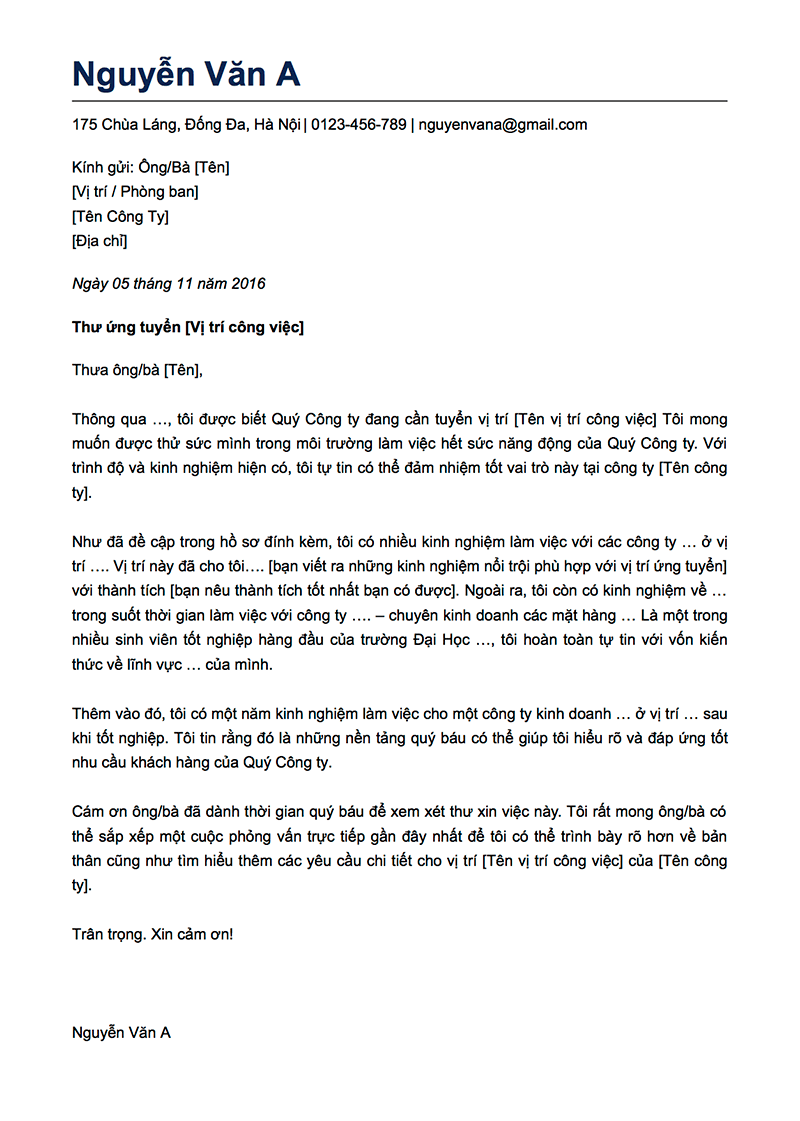 Nguyễn Văn A
175 Chùa Láng, Đống Đa, Hà Nội | 0123-456-789 | nguyenvana@gmail.com
Kính gửi: Ông/Bà [Tên]
[Vị trí / Phòng ban]
[Tên Công Ty]
[Địa chỉ]
Ngày 05 tháng 11 năm 2016
Thư ứng tuyển [Vị trí công việc]
Thưa ông/bà [Tên],
Thông qua …, tôi được biết Quý Công ty đang cần tuyển vị trí [Tên vị trí công việc] Tôi mong
muốn được thử sức mình trong môi trường làm việc hết sức năng động của Quý Công ty. Với
trình độ và kinh nghiệm hiện có, tôi tự tin có thể đảm nhiệm tốt vai trò này tại công ty [Tên công
ty].
Như đã đề cập trong hồ sơ đính kèm, tôi có nhiều kinh nghiệm làm việc với các công ty … ở vị
trí …. Vị trí này đã cho tôi…. [bạn viết ra những kinh nghiệm nổi trội phù hợp với vị trí ứng tuyển]
với thành tích [bạn nêu thành tích tốt nhất bạn có được]. Ngoài ra, tôi còn có kinh nghiệm về …
trong suốt thời gian làm việc với công ty …. – chuyên kinh doanh các mặt hàng … Là một trong
nhiều sinh viên tốt nghiệp hàng đầu của trường Đại Học …, tôi hoàn toàn tự tin với vốn kiến
thức về lĩnh vực … của mình.
Thêm vào đó, tôi có một năm kinh nghiệm làm việc cho một công ty kinh doanh … ở vị trí … sau
khi tốt nghiệp. Tôi tin rằng đó là những nền tảng quý báu có thể giúp tôi hiểu rõ và đáp ứng tốt
nhu cầu khách hàng của Quý Công ty.
Cám ơn ông/bà đã dành thời gian quý báu để xem xét thư xin việc này. Tôi rất mong ông/bà có
thể sắp xếp một cuộc phỏng vấn trực tiếp gần đây nhất để tôi có thể trình bày rõ hơn về bản
thân cũng như tìm hiểu thêm các yêu cầu chi tiết cho vị trí [Tên vị trí công việc] của [Tên công
ty].
Trân trọng. Xin cảm ơn!
Nguyễn Văn A